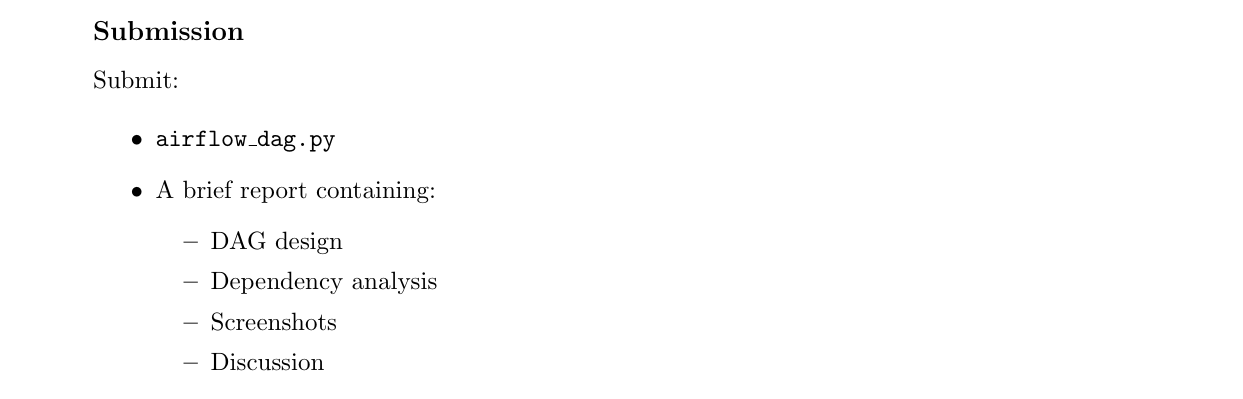 Submission
Submit:
• airflow_dag.py
• A brief report containing:
– DAG design
– Dependency analysis
– Screenshots
– Discussion